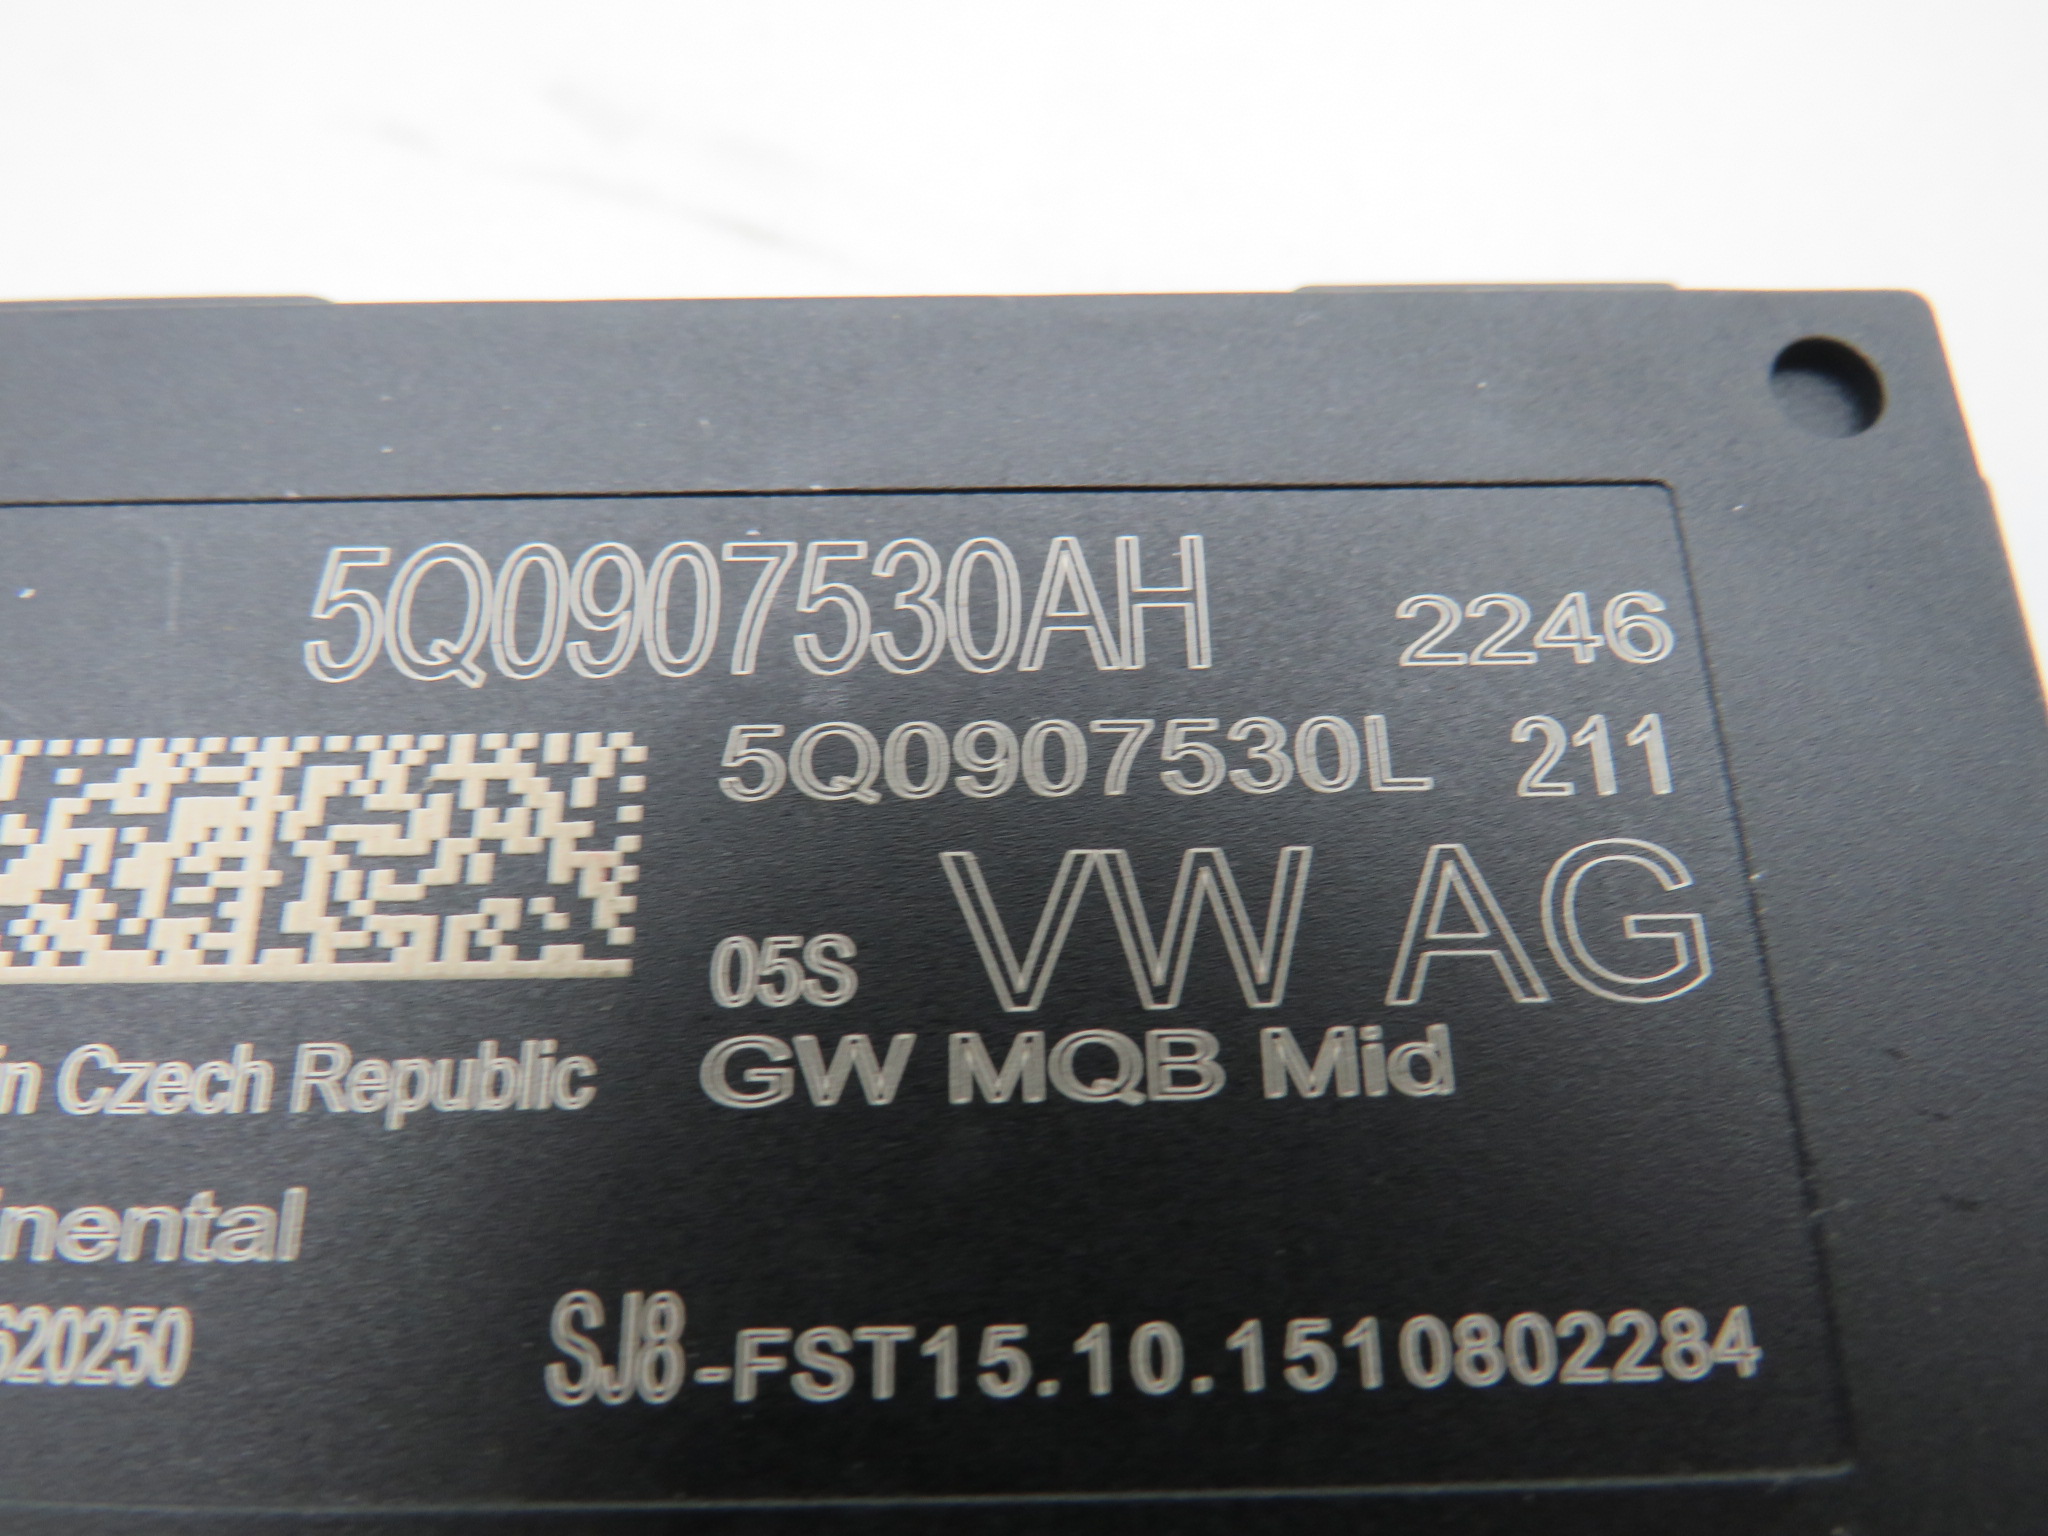 5Q0907530AH 2246
5Q0907530L 211
05S VW AG
in Czech Republic GW MQB Mid
inental
620250 SJ8-FST15.10.1510802284